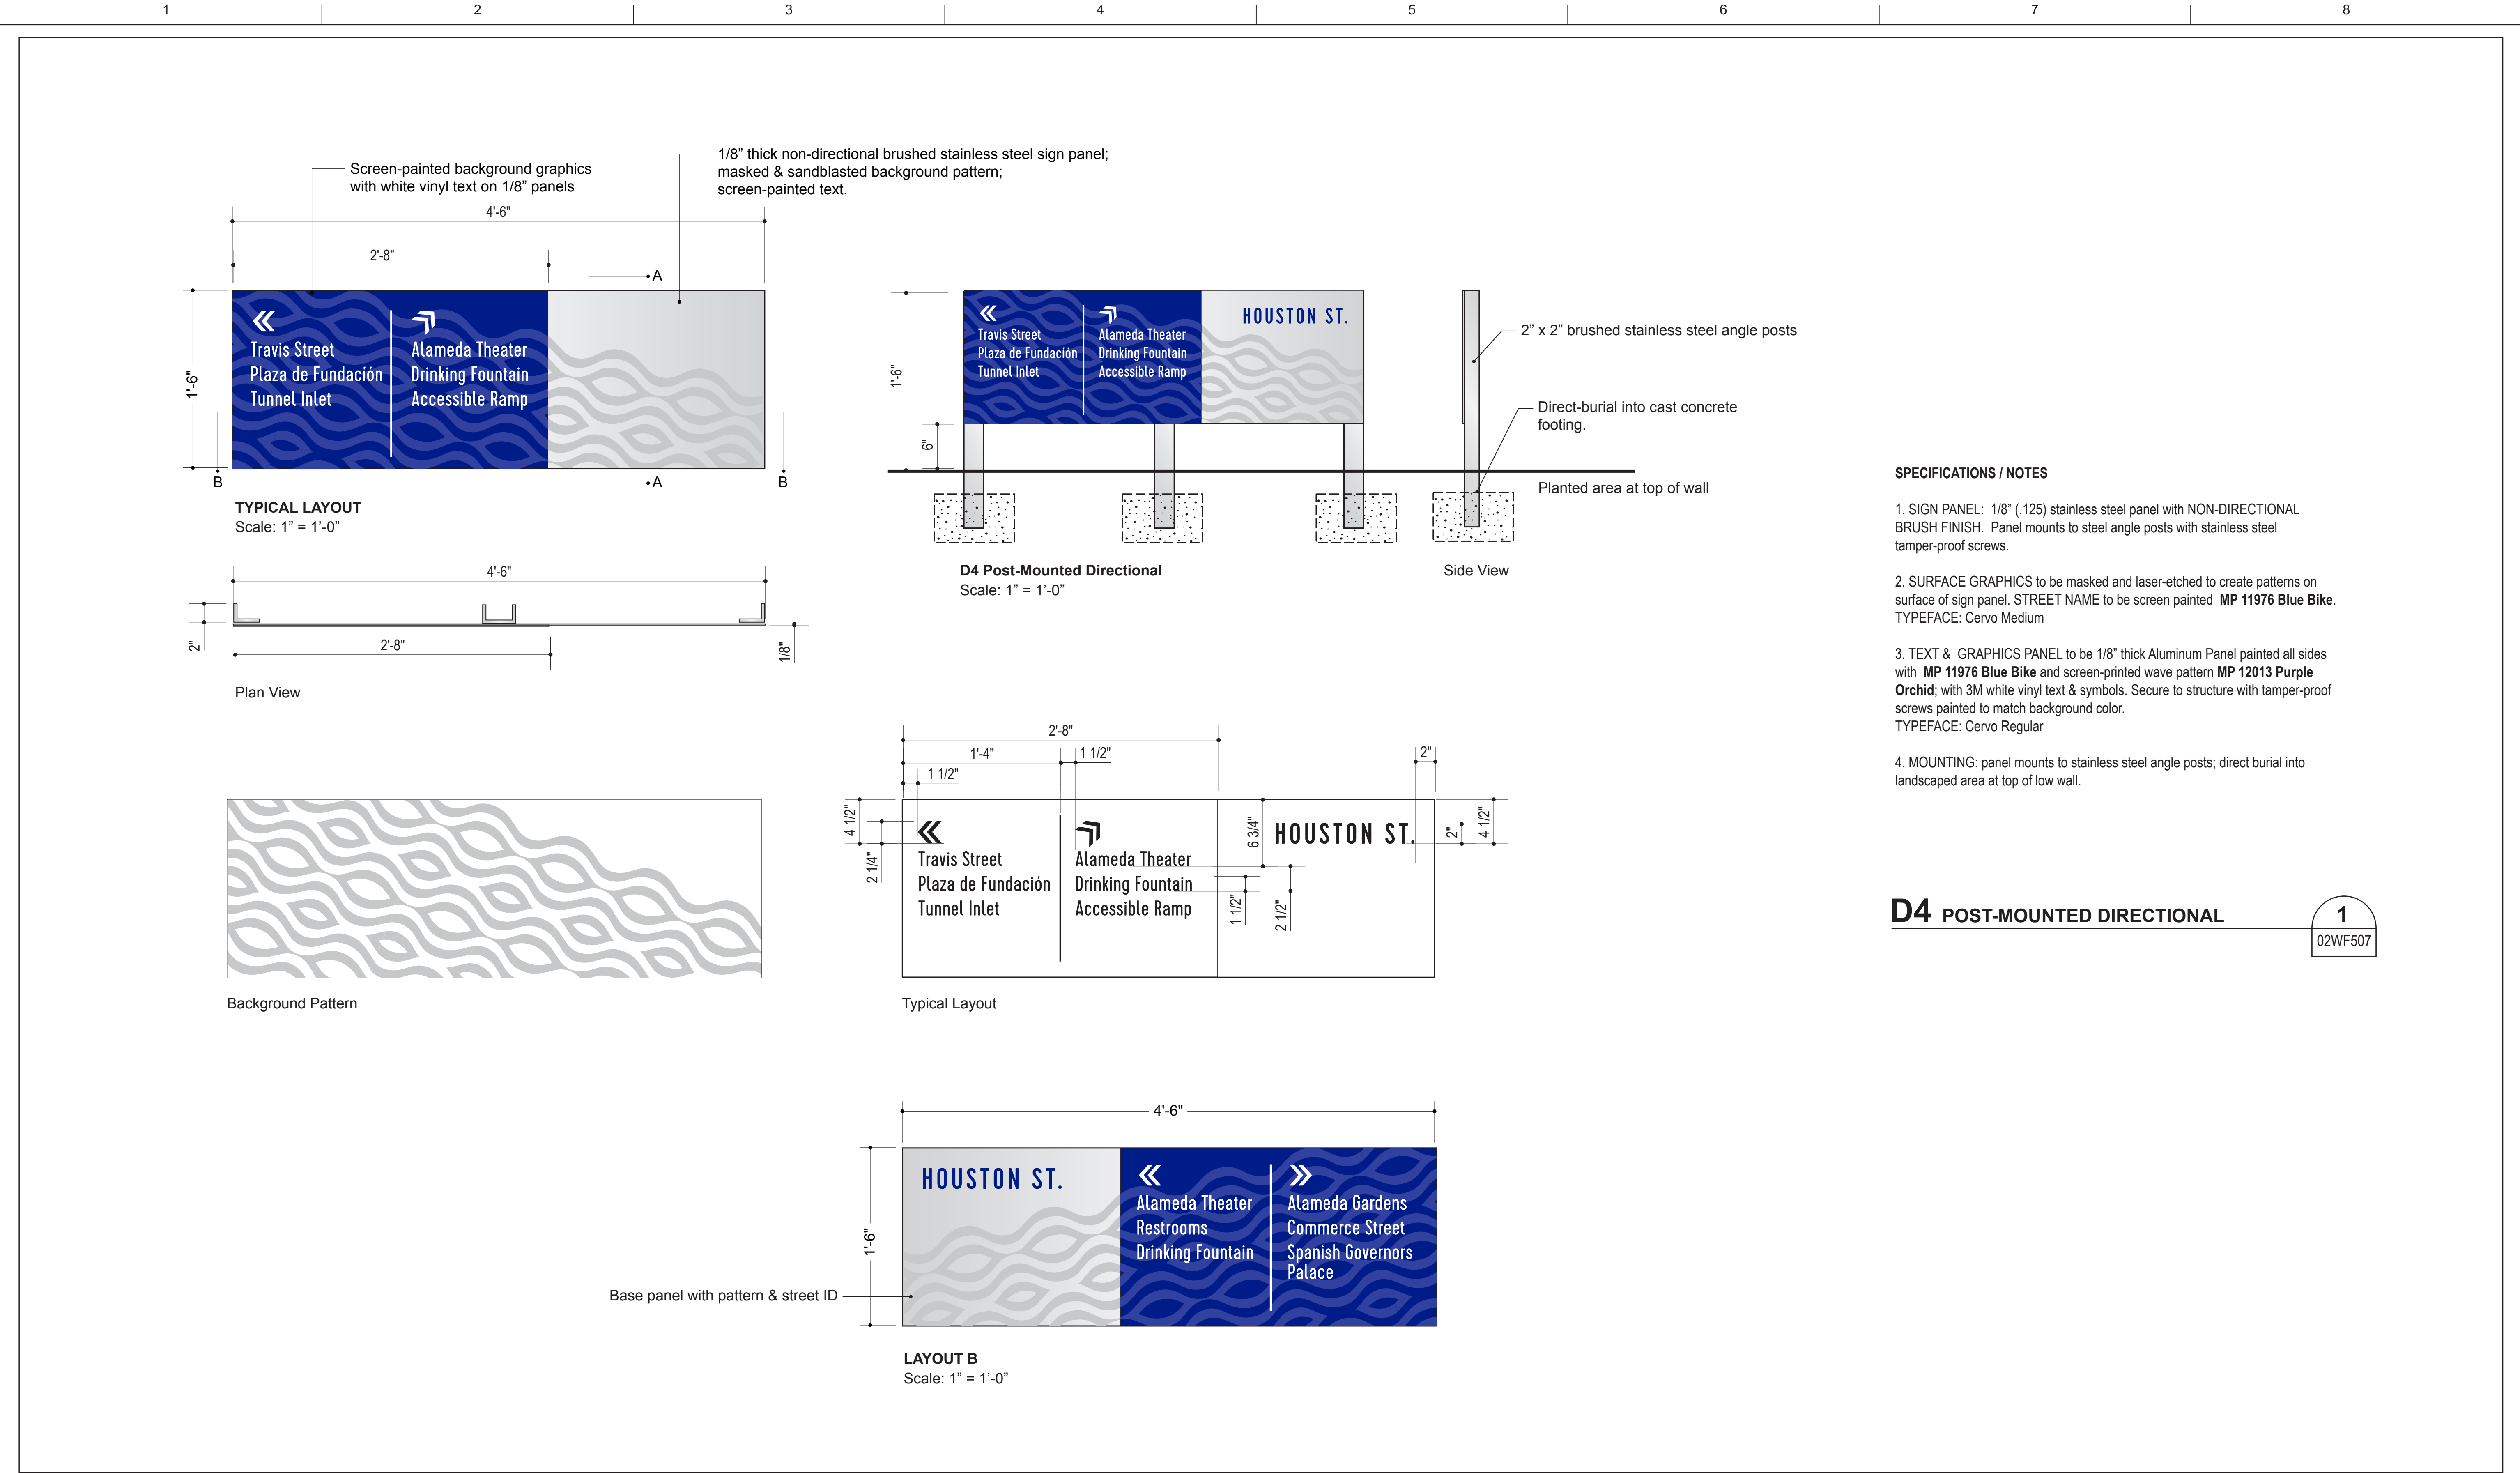 1 2 3 4 5 6 7 8
Screen-painted background graphics
with white vinyl text on 1/8” panels
1/8” thick non-directional brushed stainless steel sign panel;
masked & sandblasted background pattern;
screen-painted text.
4'-6"
2'-8"
A
1'-6"
Travis Street
Plaza de Fundación
Tunnel Inlet
Alameda Theater
Drinking Fountain
Accessible Ramp
B
A
B
TYPICAL LAYOUT
Scale: 1” = 1’-0”
1'-6"
6"
Travis Street
Plaza de Fundación
Tunnel Inlet
Alameda Theater
Drinking Fountain
Accessible Ramp
HOUSTON ST.
2” x 2” brushed stainless steel angle posts
Direct-burial into cast concrete
footing.
Planted area at top of wall
D4 Post-Mounted Directional
Scale: 1” = 1’-0”
Side View
4'-6"
2"
2'-8"
1/8"
Plan View
Background Pattern
2'-8"
1'-4"
1 1/2"
1 1/2"
2"
4 1/2"
2 1/4"
Travis Street
Plaza de Fundación
Tunnel Inlet
Alameda Theater
Drinking Fountain
Accessible Ramp
6 3/4"
HOUSTON ST.
2"
4 1/2"
1 1/2"
2 1/2"
Typical Layout
4'-6"
1'-6"
HOUSTON ST.
Alameda Theater
Restrooms
Drinking Fountain
Alameda Gardens
Commerce Street
Spanish Governors
Palace
Base panel with pattern & street ID
LAYOUT B
Scale: 1” = 1’-0”
SPECIFICATIONS / NOTES
1. SIGN PANEL: 1/8” (.125) stainless steel panel with NON-DIRECTIONAL
BRUSH FINISH. Panel mounts to steel angle posts with stainless steel
tamper-proof screws.
2. SURFACE GRAPHICS to be masked and laser-etched to create patterns on
surface of sign panel. STREET NAME to be screen painted MP 11976 Blue Bike.
TYPEFACE: Cervo Medium
3. TEXT & GRAPHICS PANEL to be 1/8” thick Aluminum Panel painted all sides
with MP 11976 Blue Bike and screen-printed wave pattern MP 12013 Purple
Orchid; with 3M white vinyl text & symbols. Secure to structure with tamper-proof
screws painted to match background color.
TYPEFACE: Cervo Regular
4. MOUNTING: panel mounts to stainless steel angle posts; direct burial into
landscaped area at top of low wall.
D4 POST-MOUNTED DIRECTIONAL
1
02WF507